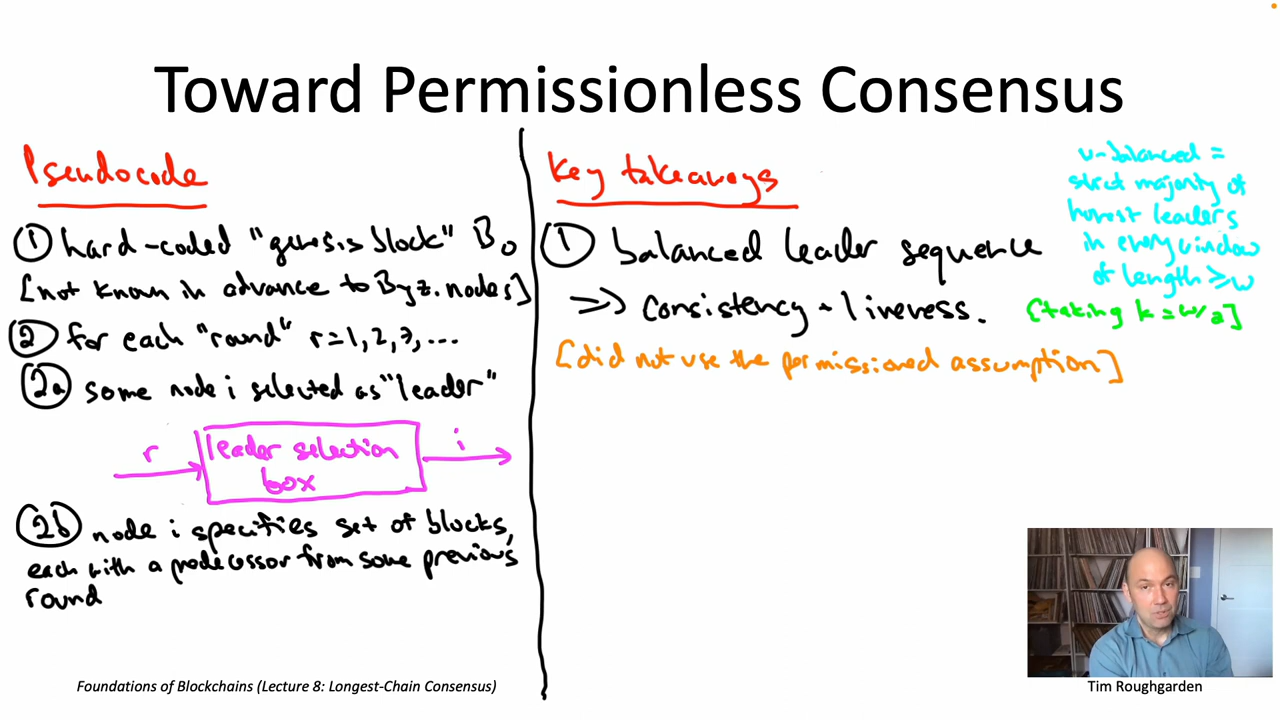 Toward Permissionless Consensus
Pseudocode
① hard-coded "genesis block" B₀
[not known in advance to Byz. nodes]
② for each "round" r=1,2,3,...
②a some node i selected as "leader"
r
leader selection
box
i
②b node i specifies set of blocks,
each with a predecessor from some previous
round
Key takeaways
① balanced leader sequence
=> consistency + liveness.
[taking k = w/2]
[did not use the permissioned assumption]
w-balanced =
strict majority of
honest leaders
in every window
of length ≥ w
Foundations of Blockchains (Lecture 8: Longest-Chain Consensus)
Tim Roughgarden